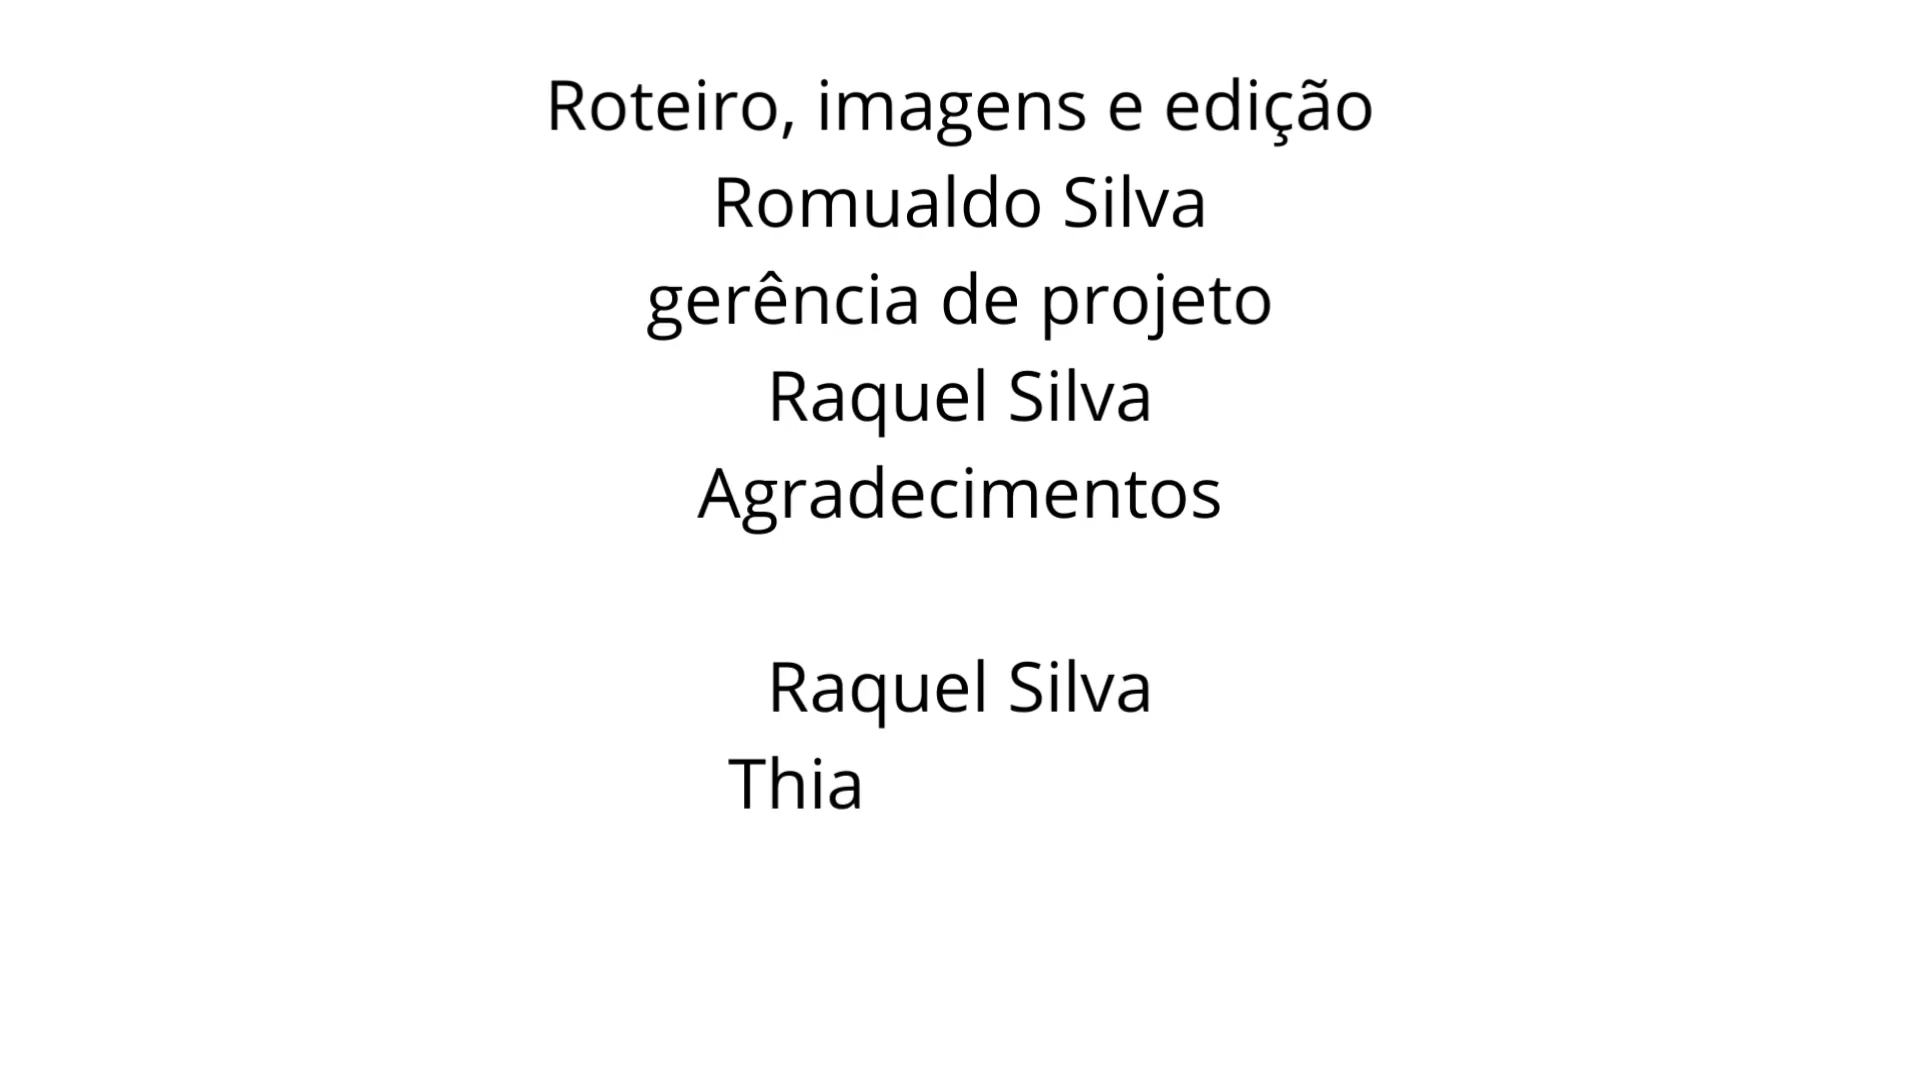 Roteiro, imagens e edição
Romualdo Silva
gerência de projeto
Raquel Silva
Agradecimentos
Raquel Silva
Thia